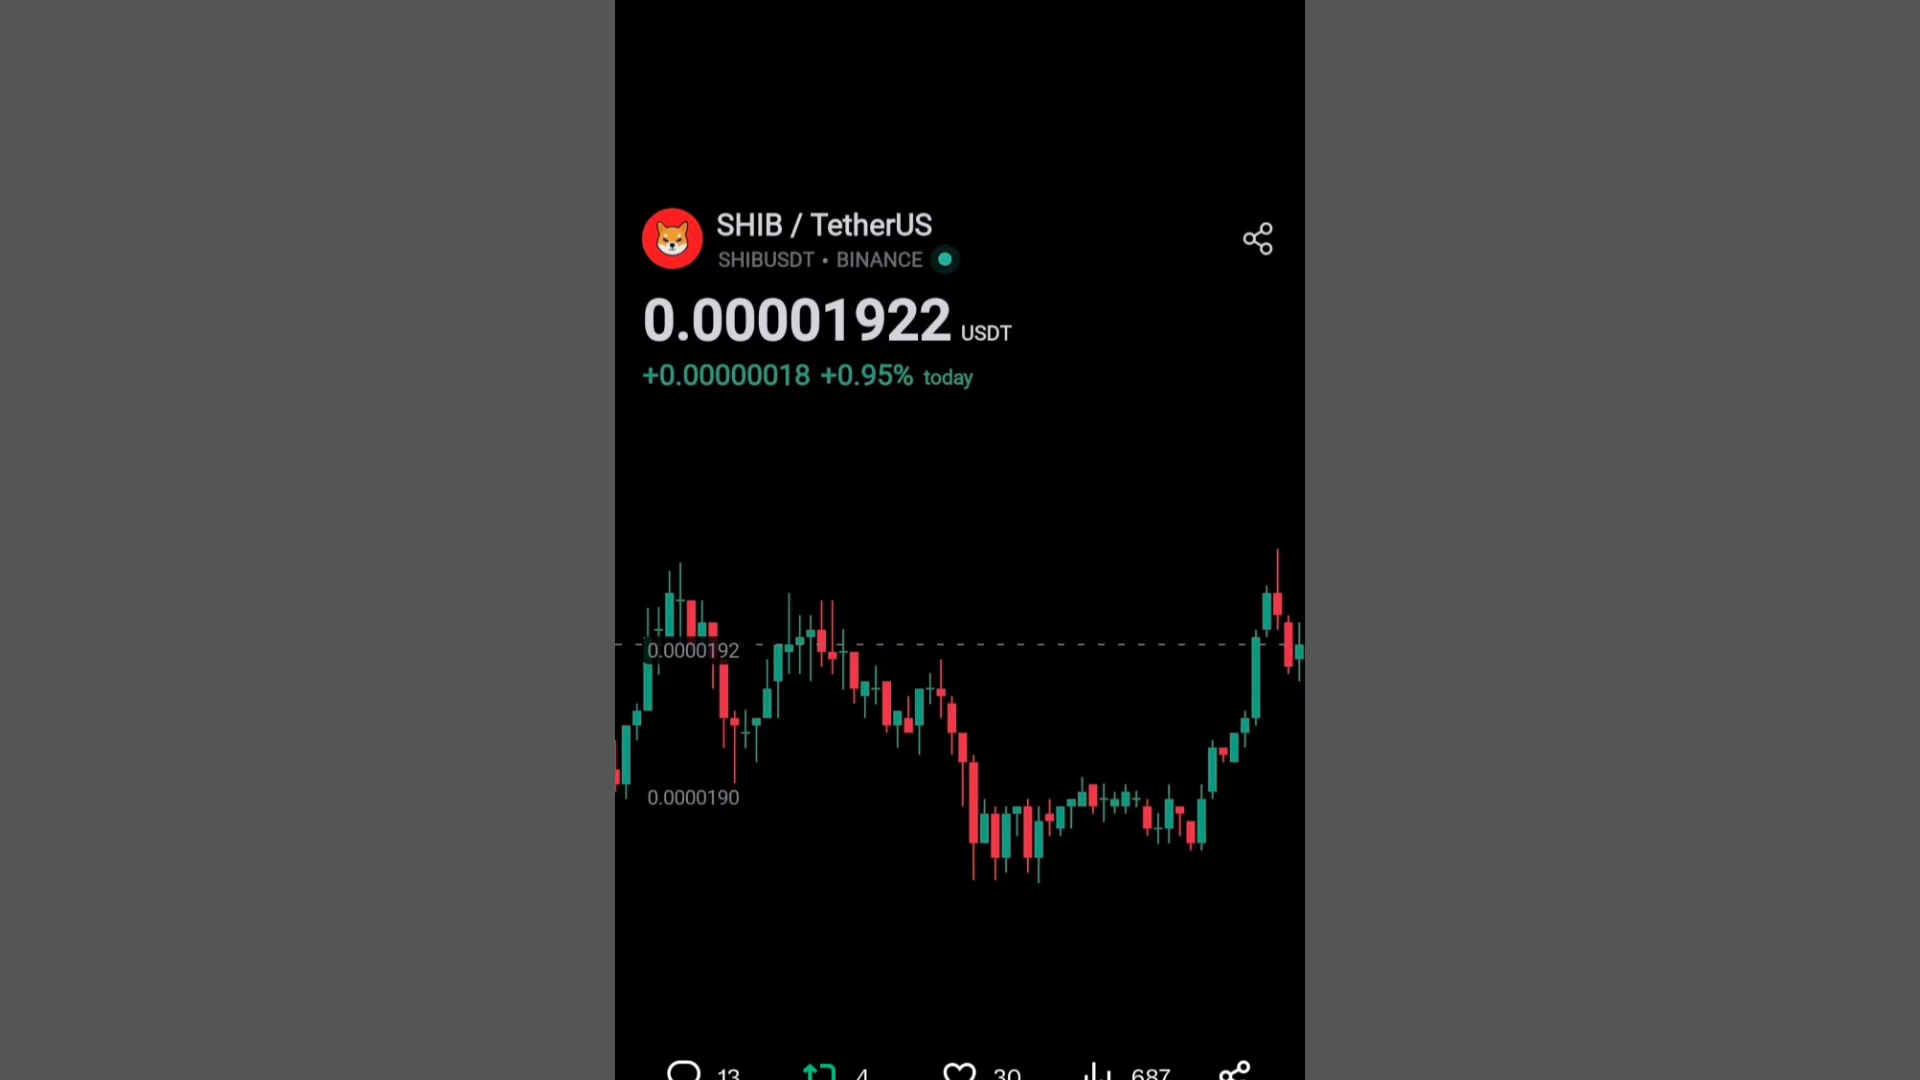 SHIB / TetherUS
SHIBUSDT • BINANCE
0.00001922 USDT
+0.00000018 +0.95% today
0.0000192
0.0000190
13 4 30 687